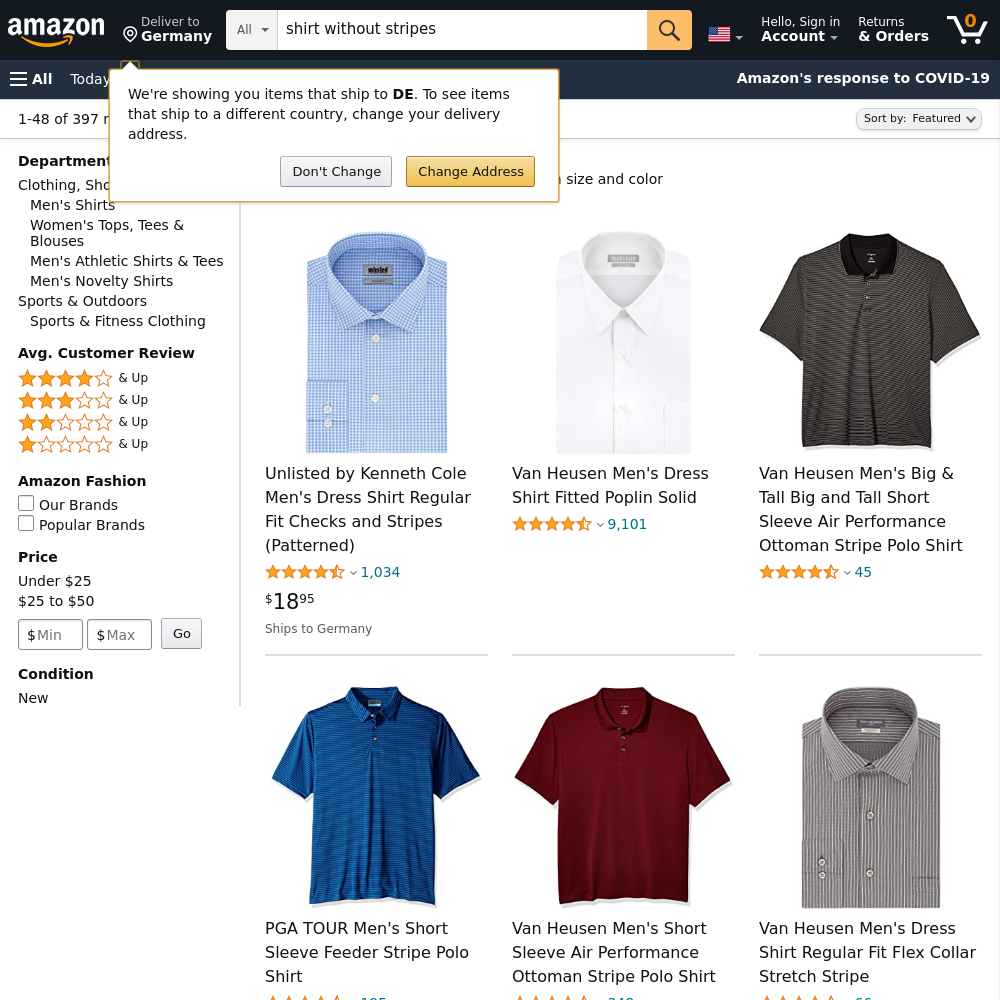 amazon
Deliver to
Germany
All
shirt without stripes
Hello, Sign in
Account
Returns
& Orders
0
All
Today
Amazon's response to COVID-19
We're showing you items that ship to DE. To see items
that ship to a different country, change your delivery
address.
Don't Change
Change Address
1-48 of 397
Sort by: Featured
size and color
Department
Clothing, Sho
Men's Shirts
Women's Tops, Tees &
Blouses
Men's Athletic Shirts & Tees
Men's Novelty Shirts
Sports & Outdoors
Sports & Fitness Clothing
Avg. Customer Review
& Up
& Up
& Up
& Up
Amazon Fashion
Our Brands
Popular Brands
Price
Under $25
$25 to $50
$Min
$Max
Go
Condition
New
unlisted
Unlisted by Kenneth Cole
Men's Dress Shirt Regular
Fit Checks and Stripes
(Patterned)
1,034
$1895
Ships to Germany
Van Heusen Men's Dress
Shirt Fitted Poplin Solid
9,101
Van Heusen Men's Big &
Tall Big and Tall Short
Sleeve Air Performance
Ottoman Stripe Polo Shirt
45
PGA TOUR Men's Short
Sleeve Feeder Stripe Polo
Shirt
Van Heusen Men's Short
Sleeve Air Performance
Ottoman Stripe Polo Shirt
Van Heusen Men's Dress
Shirt Regular Fit Flex Collar
Stretch Stripe